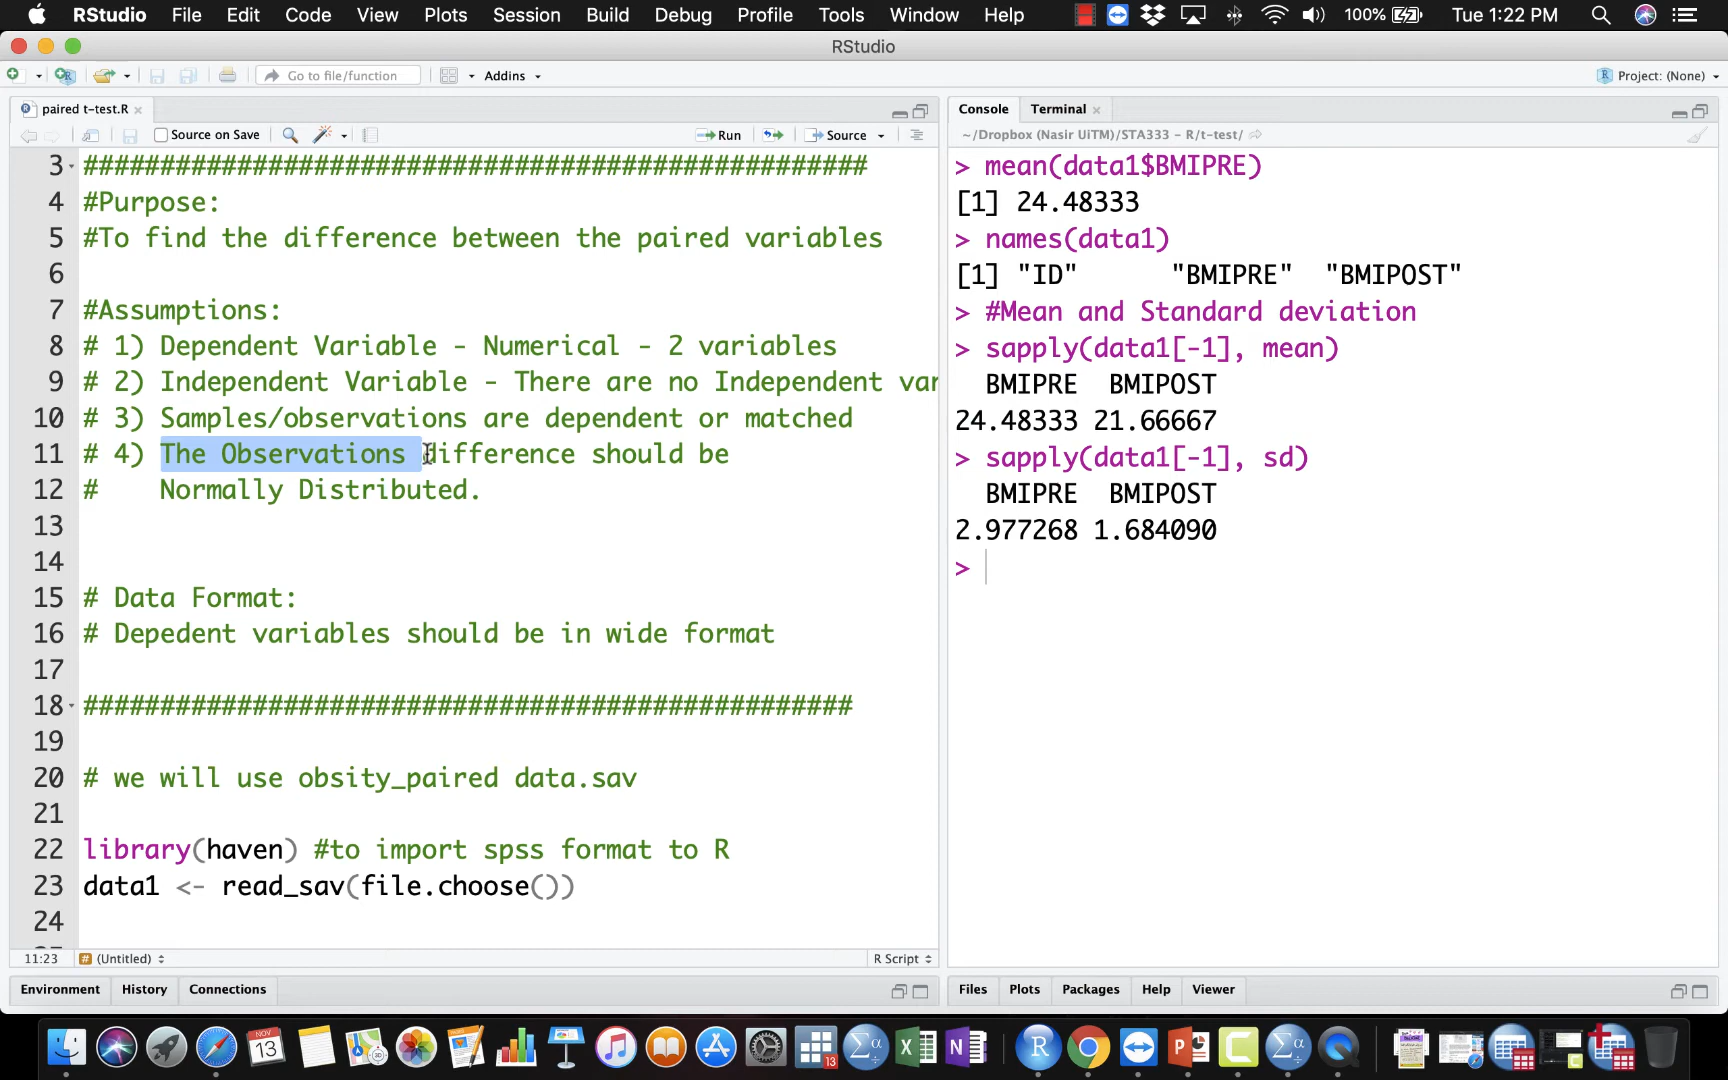 RStudio File Edit Code View Plots Session Build Debug Profile Tools Window Help 100% Tue 1:22 PM
RStudio
Go to file/function Addins Project: (None)
paired t-test.R
Source on Save Run Source
3 ###################################################
4 #Purpose:
5 #To find the difference between the paired variables
6
7 #Assumptions:
8 # 1) Dependent Variable - Numerical - 2 variables
9 # 2) Independent Variable - There are no Independent var
10 # 3) Samples/observations are dependent or matched
11 # 4) The Observations difference should be
12 #    Normally Distributed.
13
14
15 # Data Format:
16 # Depedent variables should be in wide format
17
18 ##################################################
19
20 # we will use obsity_paired data.sav
21
22 library(haven) #to import spss format to R
23 data1 <- read_sav(file.choose())
24
11:23 # (Untitled) R Script
Environment History Connections
Console Terminal
~/Dropbox (Nasir UiTM)/STA333 - R/t-test/
> mean(data1$BMIPRE)
[1] 24.48333
> names(data1)
[1] "ID"      "BMIPRE"  "BMIPOST"
> #Mean and Standard deviation
> sapply(data1[-1], mean)
  BMIPRE  BMIPOST
24.48333 21.66667
> sapply(data1[-1], sd)
  BMIPRE  BMIPOST
2.977268 1.684090
>
Files Plots Packages Help Viewer
NOV
13
13